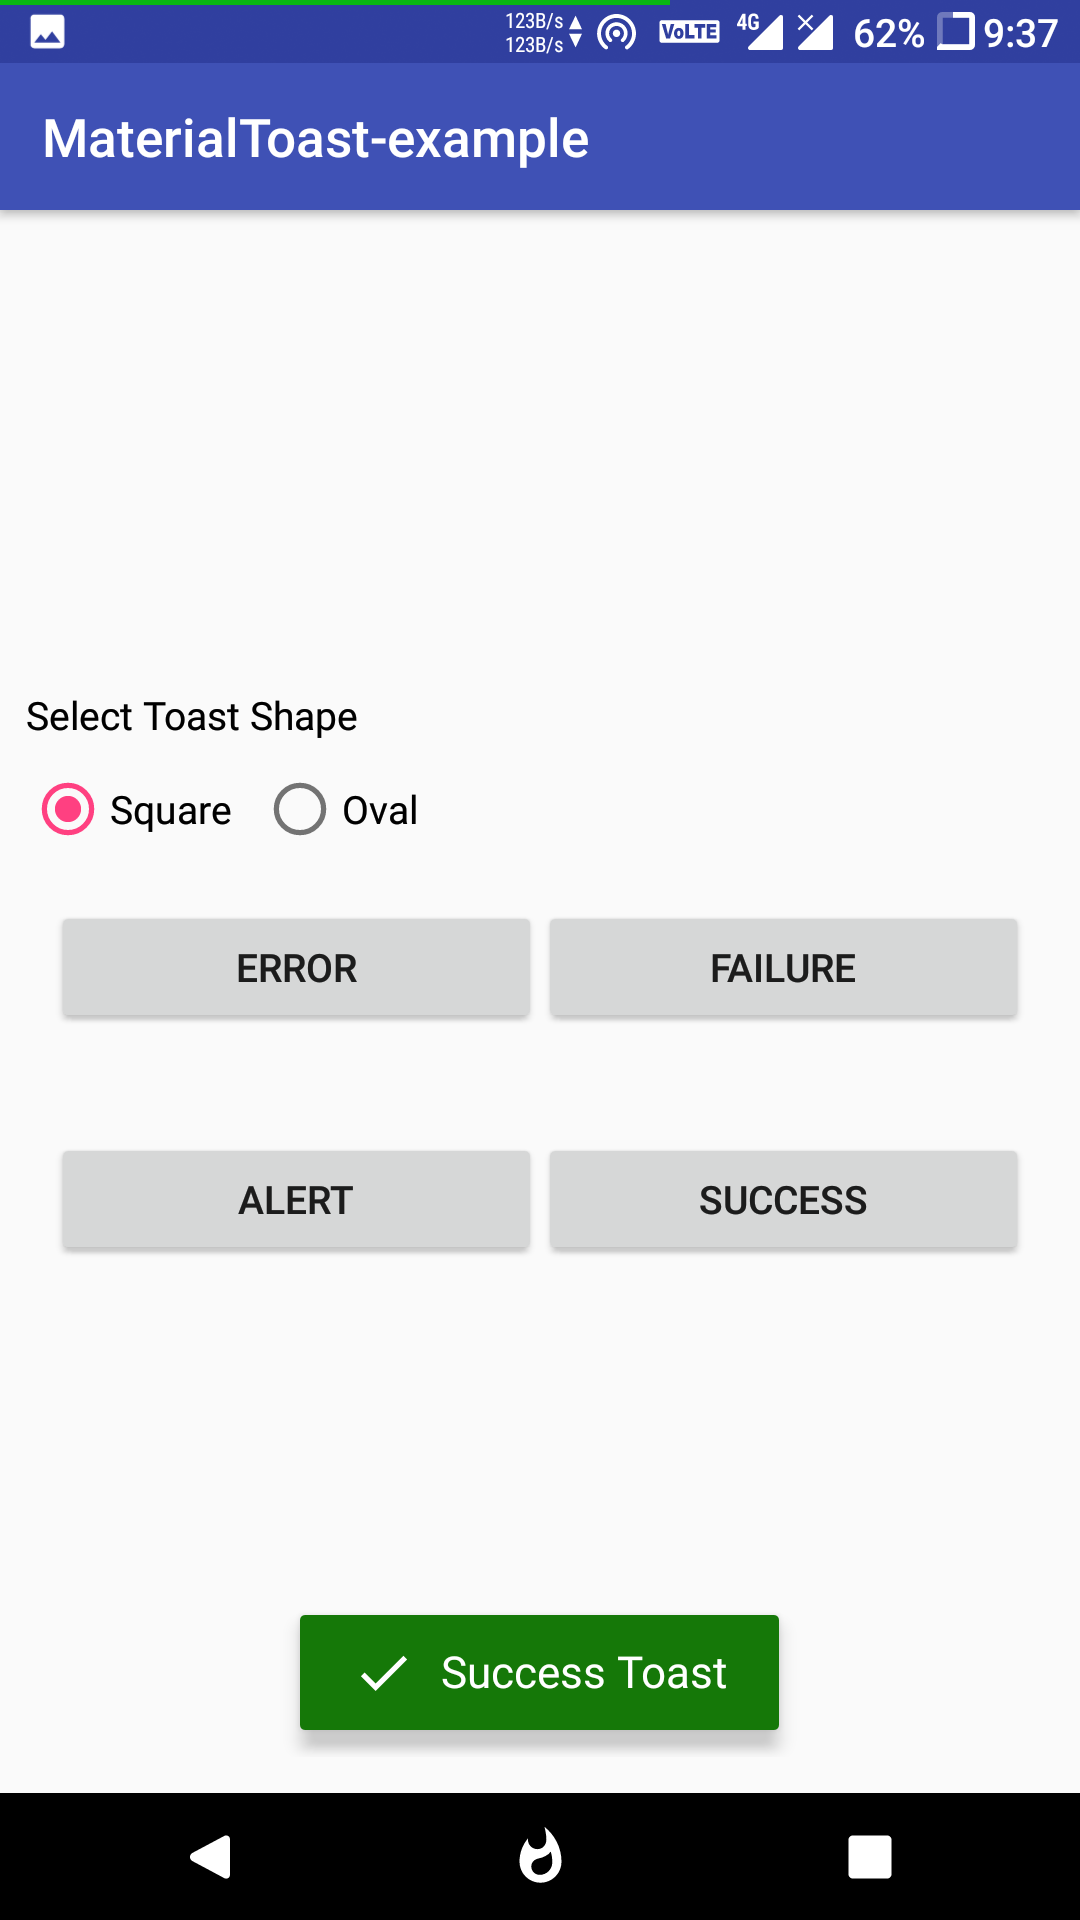 123B/s
123B/s
VoLTE
4G
62%
9:37
MaterialToast-example
Select Toast Shape
Square
Oval
ERROR
FAILURE
ALERT
SUCCESS
Success Toast